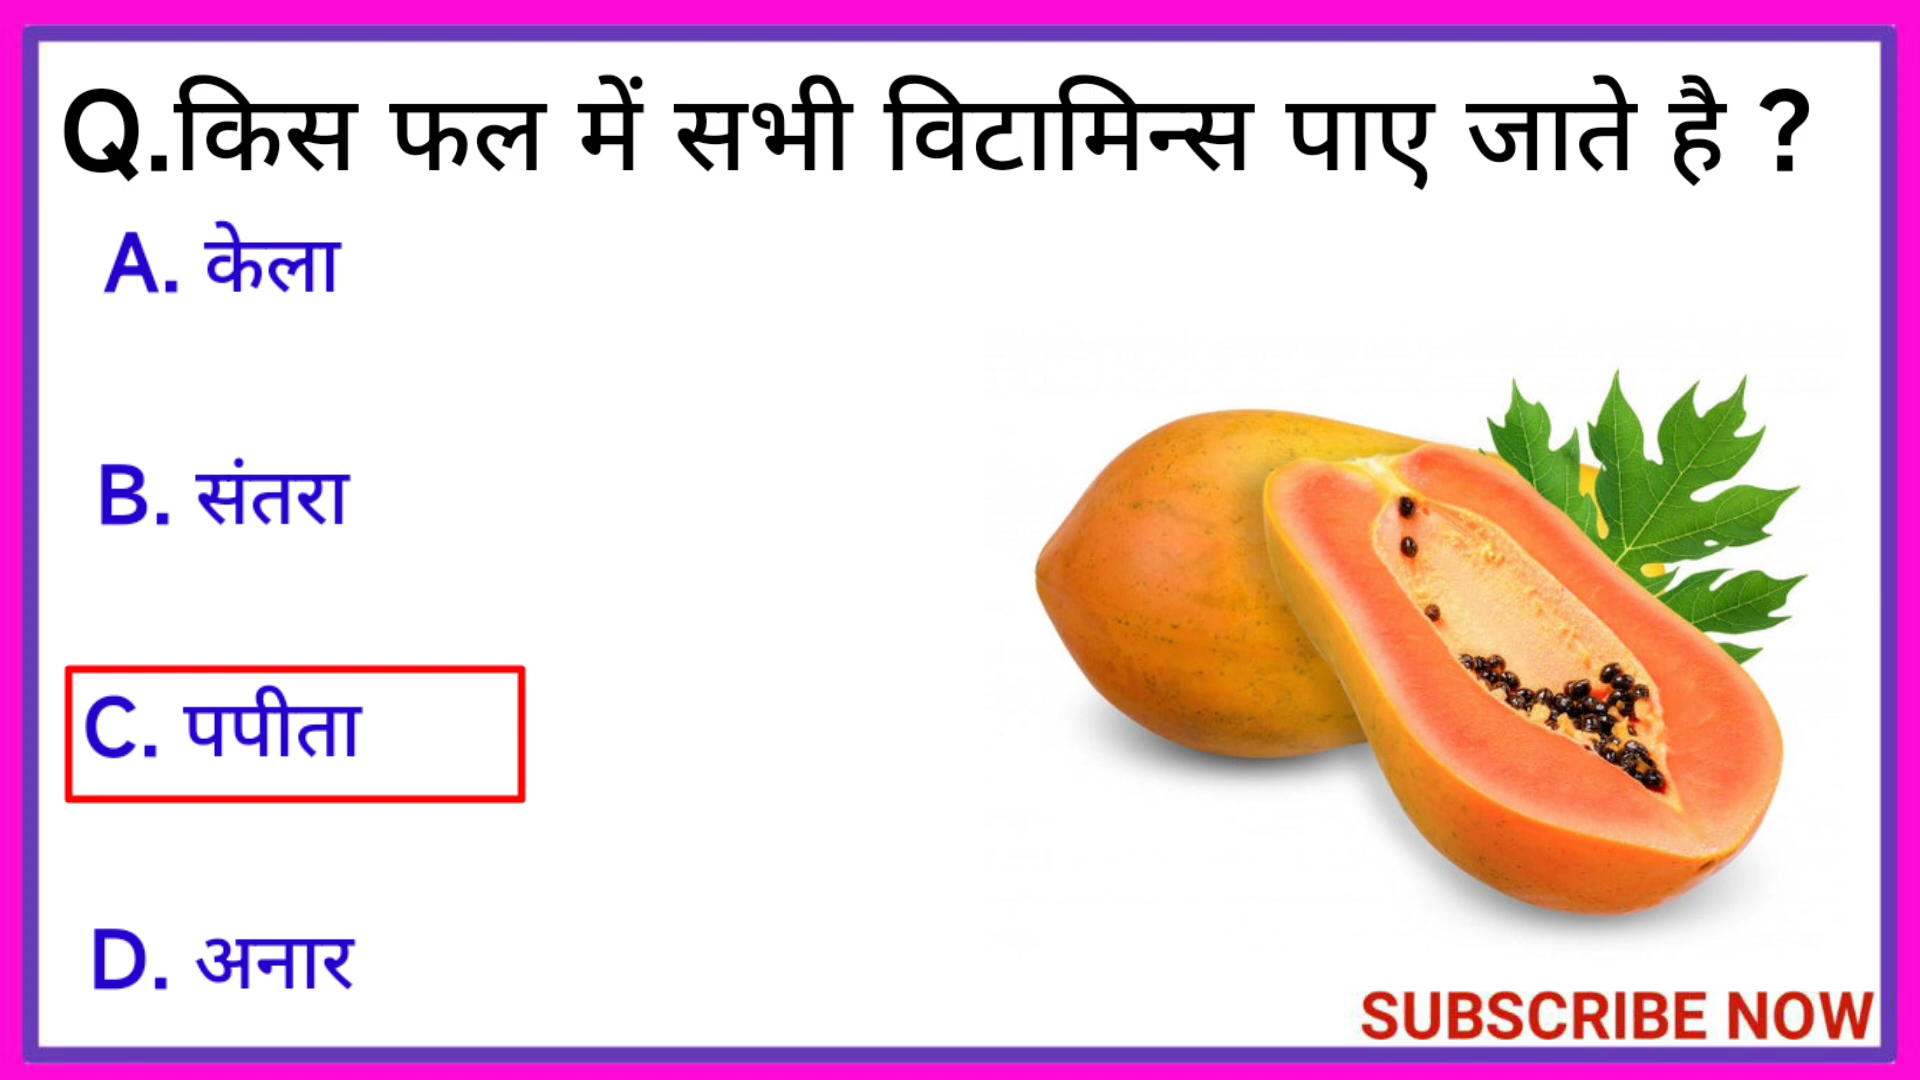 Q.किस फल में सभी विटामिन्स पाए जाते है ?
A. केला
B. संतरा
C. पपीता
D. अनार
SUBSCRIBE NOW